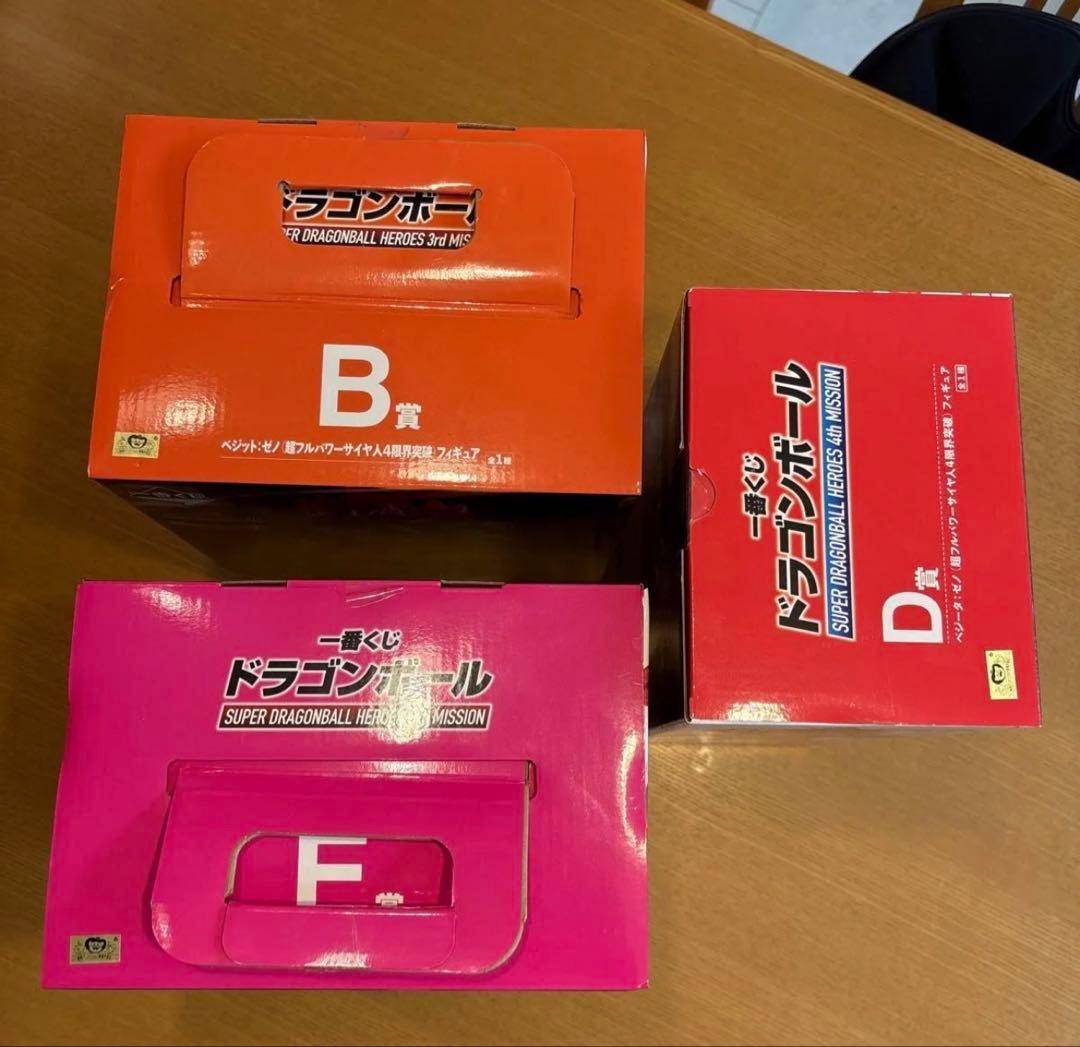 ドラゴンボール
ER DRAGONBALL HEROES 3rd MIS
B賞
ベジット:ゼノ(超フルパワーサイヤ人4限界突破)フィギュア 全1種
一番くじ
ドラゴンボール
SUPER DRAGONBALL HEROES 4th MISSION
D賞
ベジータ:ゼノ(超フルパワーサイヤ人4限界突破)フィギュア 全1種
一番くじ
ドラゴンボール
SUPER DRAGONBALL HERO MISSION
F賞